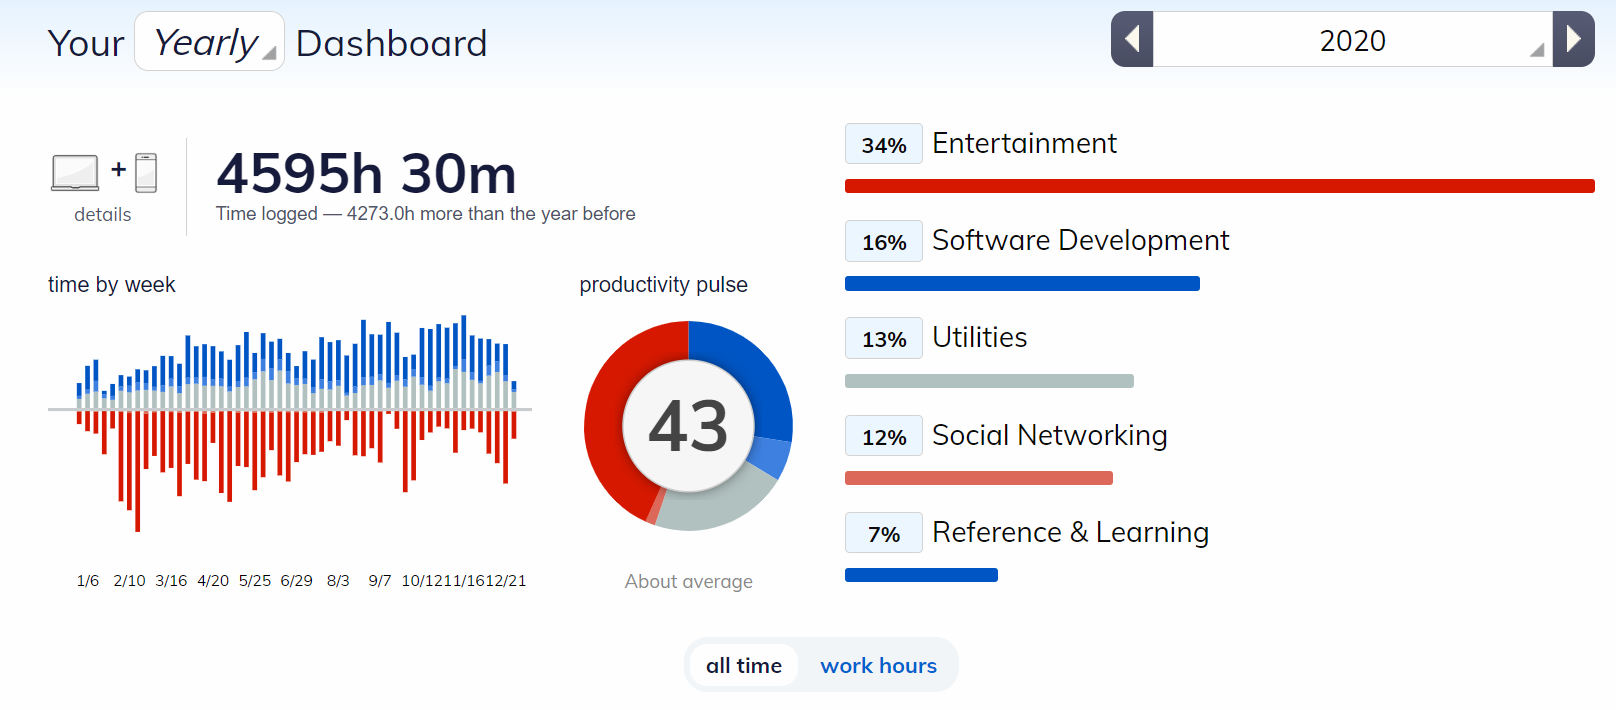 Your Yearly Dashboard
2020
+
details
4595h 30m
Time logged — 4273.0h more than the year before
time by week
1/6 2/10 3/16 4/20 5/25 6/29 8/3 9/7 10/12 11/16 12/21
productivity pulse
43
About average
34% Entertainment
16% Software Development
13% Utilities
12% Social Networking
7% Reference & Learning
all time work hours